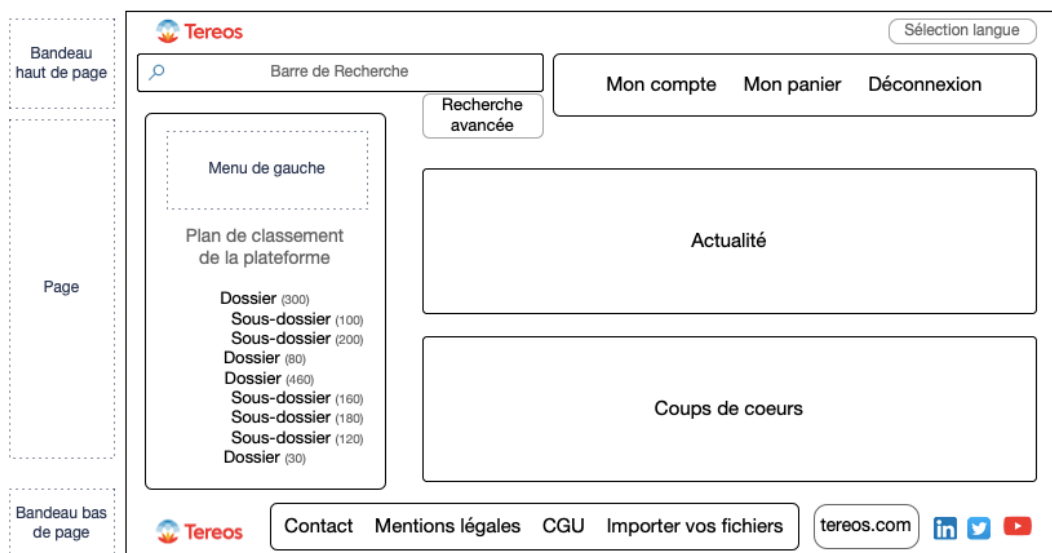 Bandeau
haut de page
Tereos
Sélection langue
Barre de Recherche
Recherche
avancée
Mon compte Mon panier Déconnexion
Page
Menu de gauche
Plan de classement
de la plateforme
Dossier (300)
Sous-dossier (100)
Sous-dossier (200)
Dossier (80)
Dossier (460)
Sous-dossier (160)
Sous-dossier (180)
Sous-dossier (120)
Dossier (30)
Actualité
Coups de coeurs
Bandeau bas
de page
Tereos
Contact Mentions légales CGU Importer vos fichiers
tereos.com
in